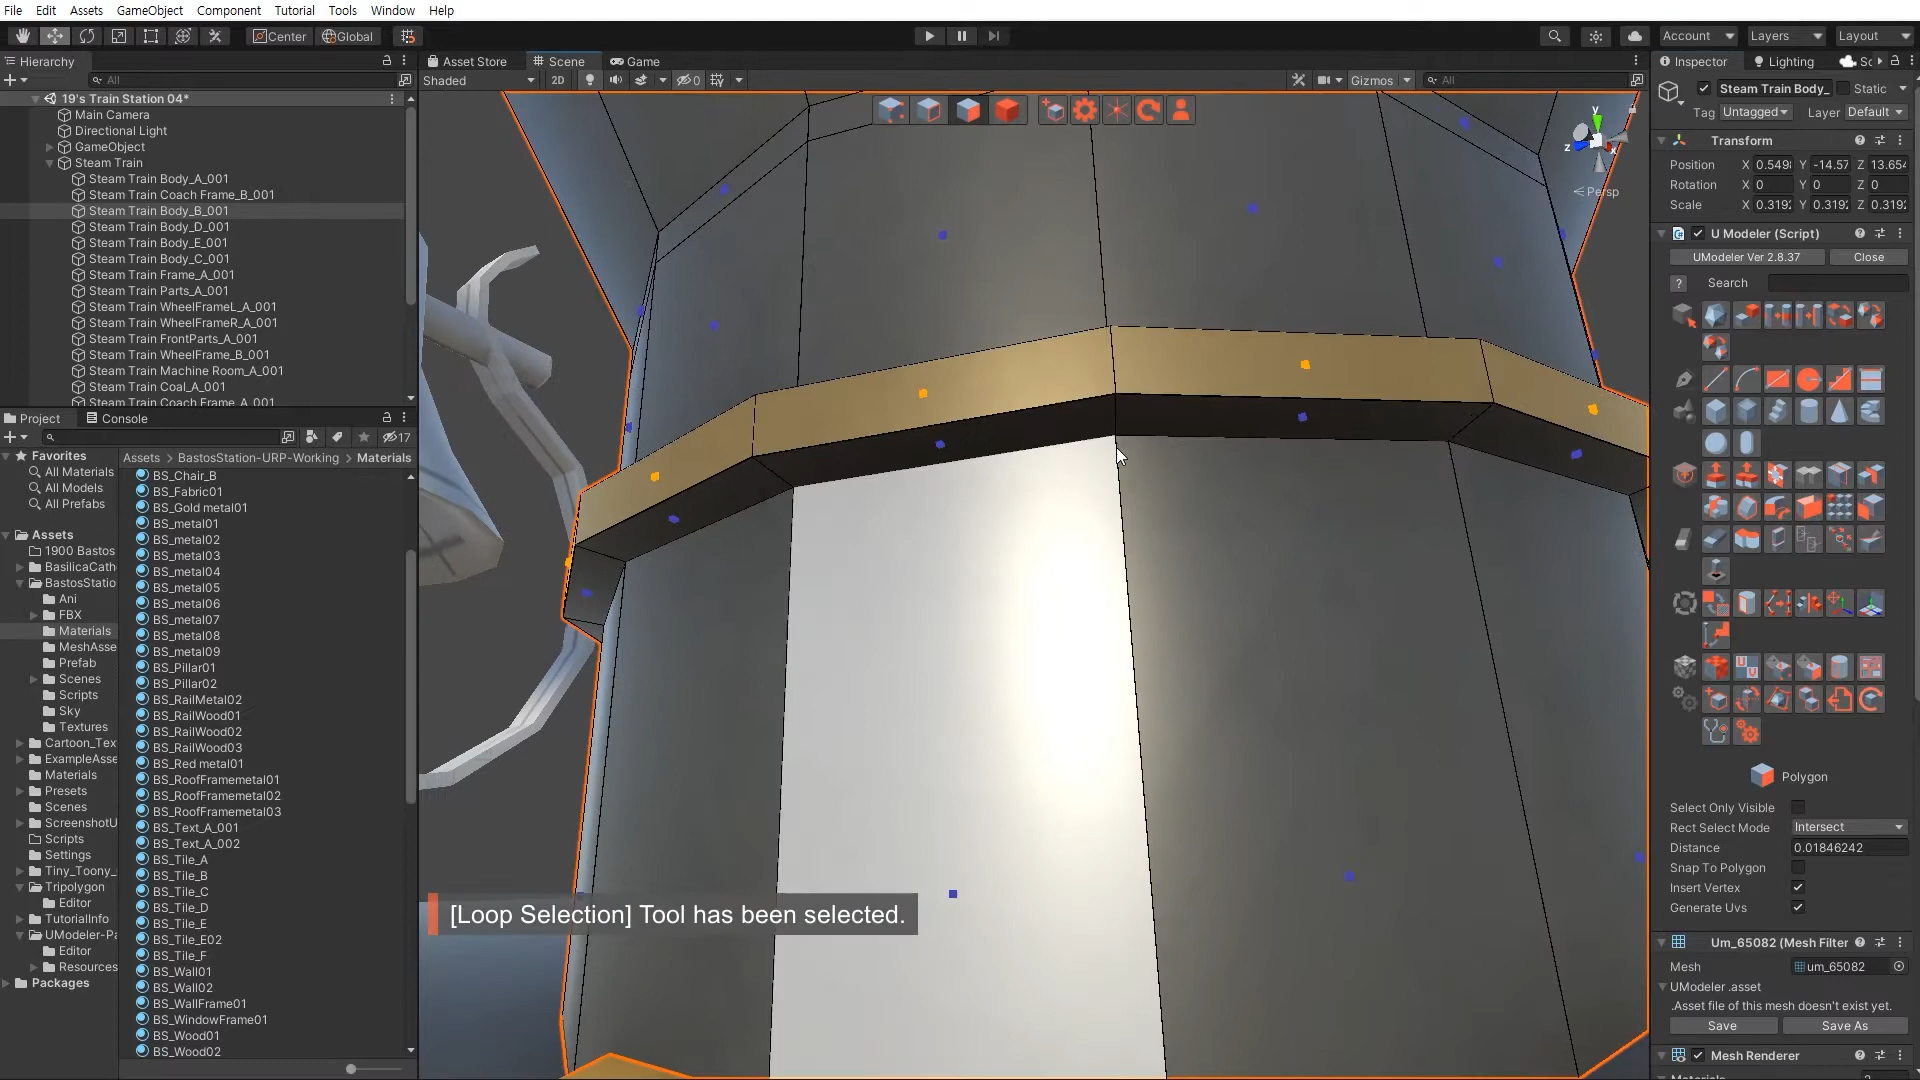 File Edit Assets GameObject Component Tutorial Tools Window Help
Center Global
Account Layers Layout
Hierarchy
All
19's Train Station 04*
Main Camera
Directional Light
GameObject
Steam Train
Steam Train Body_A_001
Steam Train Coach Frame_B_001
Steam Train Body_B_001
Steam Train Body_D_001
Steam Train Body_E_001
Steam Train Body_C_001
Steam Train Frame_A_001
Steam Train Parts_A_001
Steam Train WheelFrameL_A_001
Steam Train WheelFrameR_A_001
Steam Train FrontParts_A_001
Steam Train WheelFrame_B_001
Steam Train Machine Room_A_001
Steam Train Coal_A_001
Steam Train Coach Frame_A_001
Project Console
17
Favorites
All Materials
All Models
All Prefabs
Assets
1900 Bastos
BasilicaCath
BastosStatio
Ani
FBX
Materials
MeshAsse
Prefab
Scenes
Scripts
Sky
Textures
Cartoon_Tex
ExampleAsse
Materials
Presets
Scenes
ScreenshotU
Scripts
Settings
Tiny_Toony_
Tripolygon
Editor
TutorialInfo
UModeler-Pa
Editor
Resources
Packages
Assets > BastosStation-URP-Working > Materials
BS_Chair_B
BS_Fabric01
BS_Gold metal01
BS_metal01
BS_metal02
BS_metal03
BS_metal04
BS_metal05
BS_metal06
BS_metal07
BS_metal08
BS_metal09
BS_Pillar01
BS_Pillar02
BS_RailMetal02
BS_RailWood01
BS_RailWood02
BS_RailWood03
BS_Red metal01
BS_RoofFramemetal01
BS_RoofFramemetal02
BS_RoofFramemetal03
BS_Text_A_001
BS_Text_A_002
BS_Tile_A
BS_Tile_B
BS_Tile_C
BS_Tile_D
BS_Tile_E
BS_Tile_E02
BS_Tile_F
BS_Wall01
BS_Wall02
BS_WallFrame01
BS_WindowFrame01
BS_Wood01
BS_Wood02
Asset Store Scene Game
Shaded 2D 0 Gizmos All
y
z x
Persp
[Loop Selection] Tool has been selected.
Inspector Lighting Sc
Steam Train Body_ Static
Tag Untagged Layer Default
Transform
Position X 0.549 Y -14.57 Z 13.654
Rotation X 0 Y 0 Z 0
Scale X 0.319 Y 0.319 Z 0.319
U Modeler (Script)
UModeler Ver 2.8.37 Close
? Search
Polygon
Select Only Visible
Rect Select Mode Intersect
Distance 0.01846242
Snap To Polygon
Insert Vertex
Generate Uvs
Um_65082 (Mesh Filter
Mesh um_65082
UModeler .asset
.Asset file of this mesh doesn't exist yet.
Save Save As
Mesh Renderer